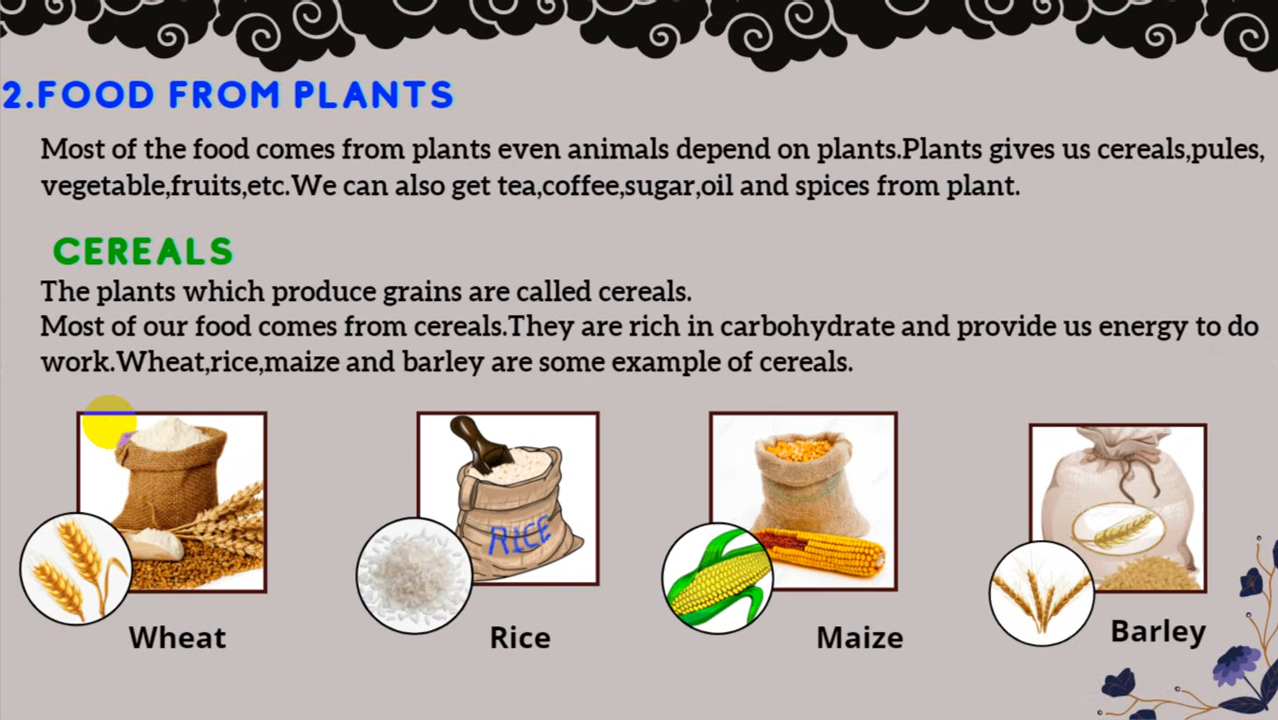 2.FOOD FROM PLANTS
Most of the food comes from plants even animals depend on plants.Plants gives us cereals,pules,
vegetable,fruits,etc.We can also get tea,coffee,sugar,oil and spices from plant.
CEREALS
The plants which produce grains are called cereals.
Most of our food comes from cereals.They are rich in carbohydrate and provide us energy to do
work.Wheat,rice,maize and barley are some example of cereals.
RICE
Wheat
Rice
Maize
Barley